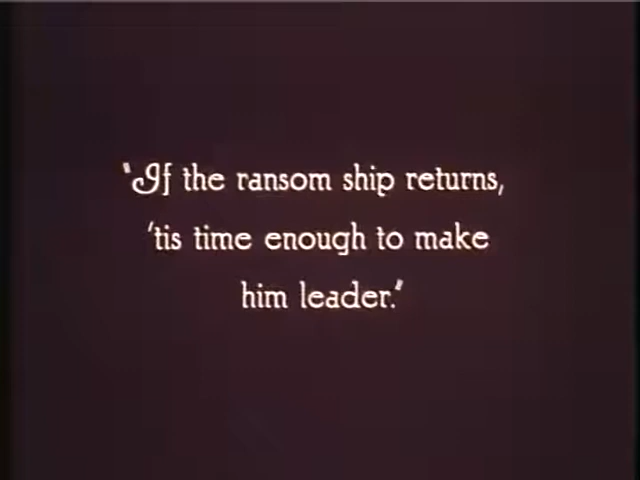 "If the ransom ship returns,
'tis time enough to make
him leader."